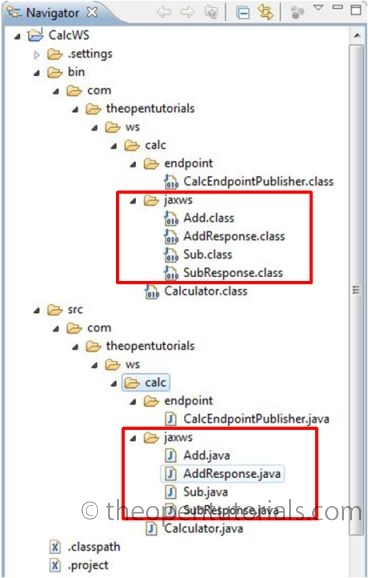 Navigator
CalcWS
.settings
bin
com
theopentutorials
ws
calc
endpoint
CalcEndpointPublisher.class
jaxws
Add.class
AddResponse.class
Sub.class
SubResponse.class
Calculator.class
src
com
theopentutorials
ws
calc
endpoint
CalcEndpointPublisher.java
jaxws
Add.java
AddResponse.java
Sub.java
SubResponse.java
© theopentutorials.com
Calculator.java
.classpath
.project